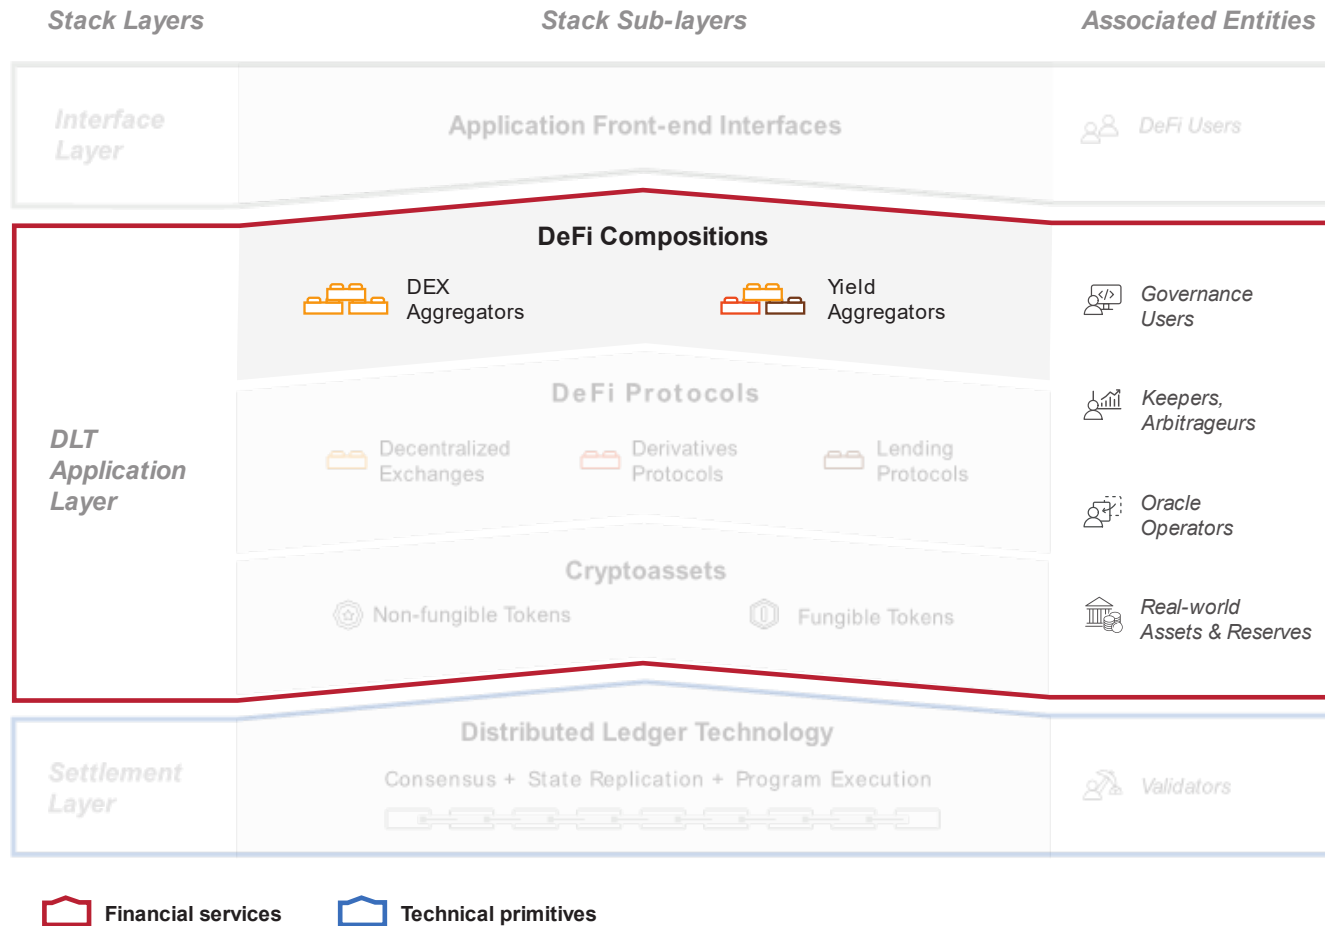 Stack Layers
Stack Sub-layers
Associated Entities
Interface
Layer
Application Front-end Interfaces
DeFi Users
DeFi Compositions
DEX
Aggregators
Yield
Aggregators
Governance
Users
DLT
Application
Layer
DeFi Protocols
Decentralized
Exchanges
Derivatives
Protocols
Lending
Protocols
Keepers,
Arbitrageurs
Oracle
Operators
Cryptoassets
Non-fungible Tokens
Fungible Tokens
Real-world
Assets & Reserves
Settlement
Layer
Distributed Ledger Technology
Consensus + State Replication + Program Execution
Validators
Financial services
Technical primitives